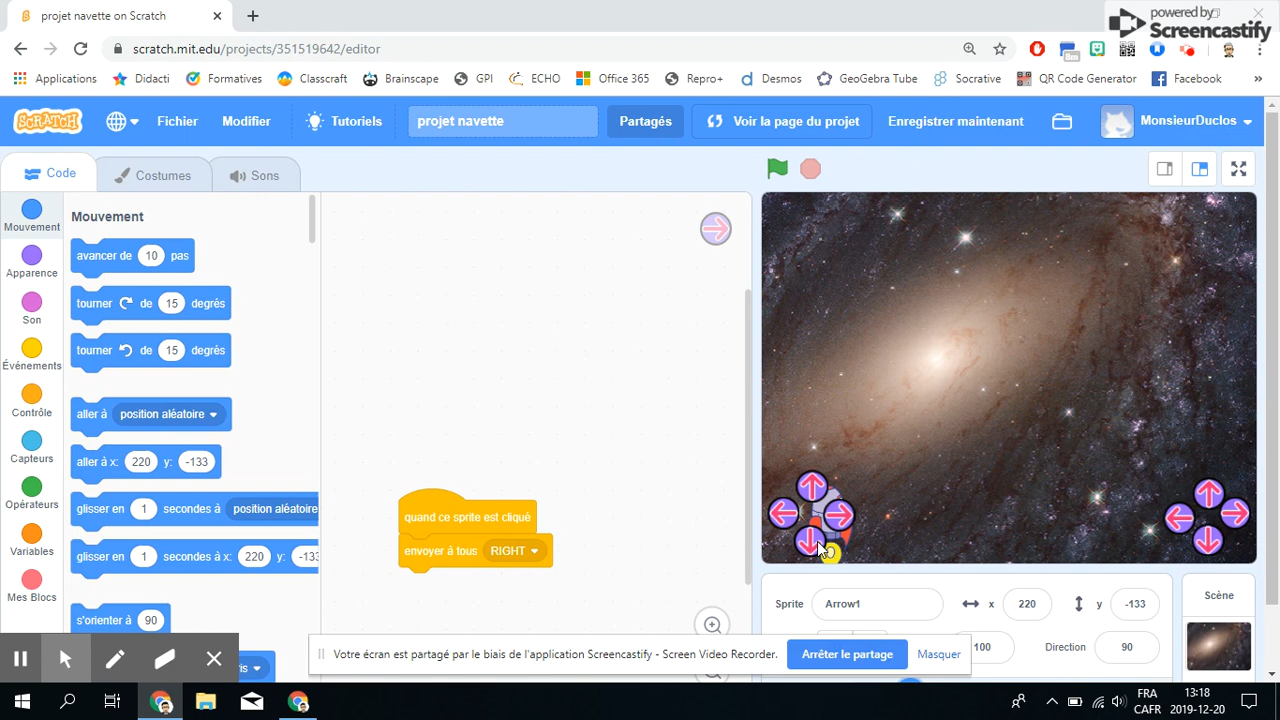 projet navette on Scratch
powered by
Screencastify
scratch.mit.edu/projects/351519642/editor
Applications
Didacti
Formatives
Classcraft
Brainscape
GPI
ECHO
Office 365
Repro+
Desmos
GeoGebra Tube
Socrative
QR Code Generator
Facebook
»
SCRATCH
Fichier
Modifier
Tutoriels
projet navette
Partagés
Voir la page du projet
Enregistrer maintenant
MonsieurDuclos
Code
Costumes
Sons
Mouvement
Apparence
Son
Événements
Contrôle
Capteurs
Opérateurs
Variables
Mes Blocs
Mouvement
avancer de 10 pas
tourner de 15 degrés
tourner de 15 degrés
aller à position aléatoire
aller à x: 220 y: -133
glisser en 1 secondes à position aléatoire
glisser en 1 secondes à x: 220 y: -133
s'orienter à 90
quand ce sprite est cliqué
envoyer à tous RIGHT
Sprite Arrow1 x 220 y -133
100 Direction 90
Scène
Votre écran est partagé par le biais de l'application Screencastify - Screen Video Recorder.
Arrêter le partage
Masquer
FRA
CAFR
13:18
2019-12-20